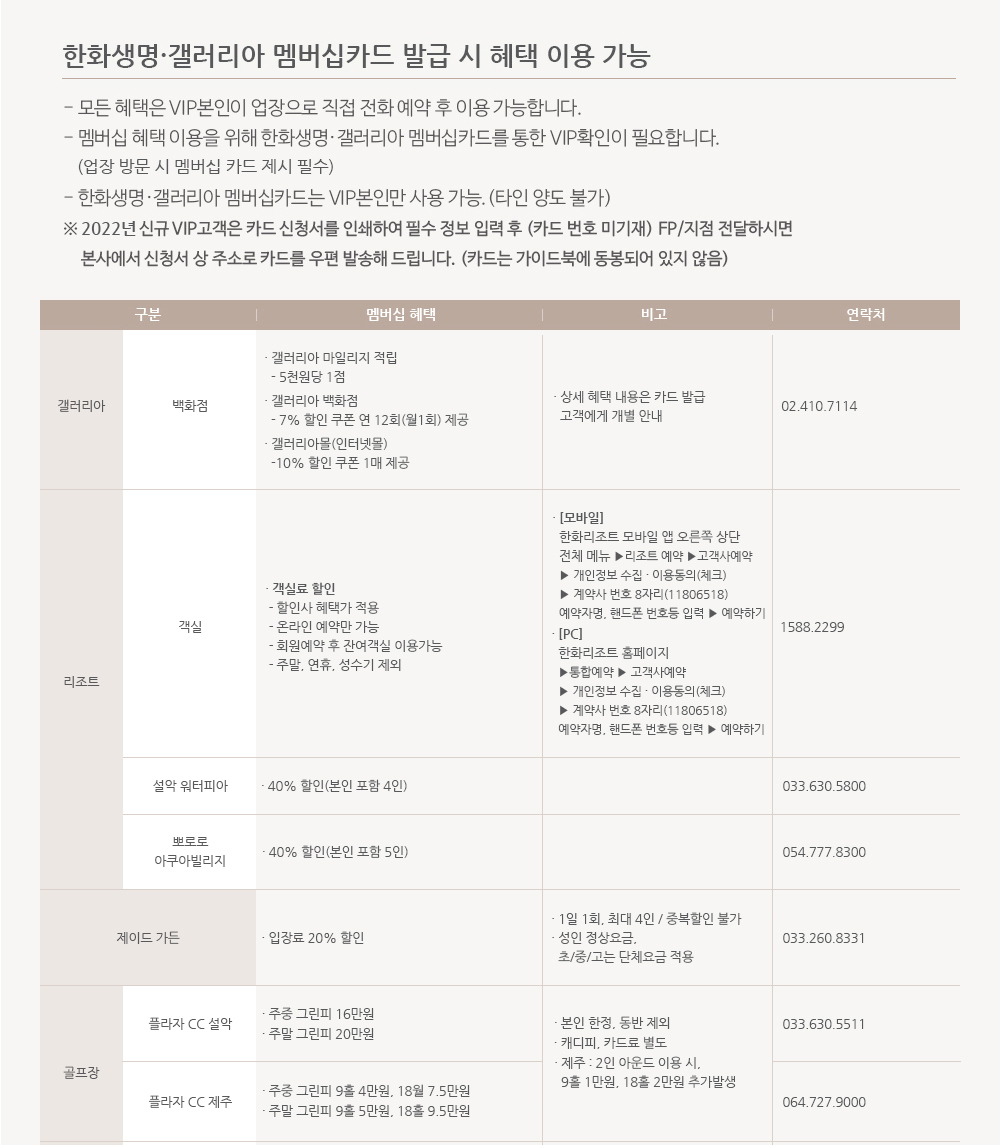 한화생명·갤러리아 멤버십카드 발급 시 혜택 이용 가능
- 모든 혜택은 VIP본인이 업장으로 직접 전화 예약 후 이용 가능합니다.
- 멤버십 혜택 이용을 위해 한화생명·갤러리아 멤버십카드를 통한 VIP확인이 필요합니다.
(업장 방문 시 멤버십 카드 제시 필수)
- 한화생명·갤러리아 멤버십카드는 VIP본인만 사용 가능. (타인 양도 불가)
※ 2022년 신규 VIP고객은 카드 신청서를 인쇄하여 필수 정보 입력 후 (카드 번호 미기재) FP/지점 전달하시면
본사에서 신청서 상 주소로 카드를 우편 발송해 드립니다. (카드는 가이드북에 동봉되어 있지 않음)
구분 멤버십 혜택 비고 연락처
갤러리아
백화점
· 갤러리아 마일리지 적립
- 5천원당 1점
· 갤러리아 백화점
- 7% 할인 쿠폰 연 12회(월1회) 제공
· 갤러리아몰(인터넷몰)
-10% 할인 쿠폰 1매 제공
· 상세 혜택 내용은 카드 발급
고객에게 개별 안내
02.410.7114
리조트
객실
· 객실료 할인
- 할인사 혜택가 적용
- 온라인 예약만 가능
- 회원예약 후 잔여객실 이용가능
- 주말, 연휴, 성수기 제외
· [모바일]
한화리조트 모바일 앱 오른쪽 상단
전체 메뉴 ▶리조트 예약 ▶고객사예약
▶ 개인정보 수집 · 이용동의(체크)
▶ 계약사 번호 8자리(11806518)
예약자명, 핸드폰 번호등 입력 ▶ 예약하기
· [PC]
한화리조트 홈페이지
▶통합예약 ▶ 고객사예약
▶ 개인정보 수집 · 이용동의(체크)
▶ 계약사 번호 8자리(11806518)
예약자명, 핸드폰 번호등 입력 ▶ 예약하기
1588.2299
설악 워터피아
· 40% 할인(본인 포함 4인)
033.630.5800
뽀로로
아쿠아빌리지
· 40% 할인(본인 포함 5인)
054.777.8300
제이드 가든
· 입장료 20% 할인
· 1일 1회, 최대 4인 / 중복할인 불가
· 성인 정상요금,
초/중/고는 단체요금 적용
033.260.8331
골프장
플라자 CC 설악
· 주중 그린피 16만원
· 주말 그린피 20만원
· 본인 한정, 동반 제외
· 캐디피, 카드료 별도
· 제주 : 2인 아운드 이용 시,
9홀 1만원, 18홀 2만원 추가발생
033.630.5511
플라자 CC 제주
· 주중 그린피 9홀 4만원, 18월 7.5만원
· 주말 그린피 9홀 5만원, 18홀 9.5만원
064.727.9000